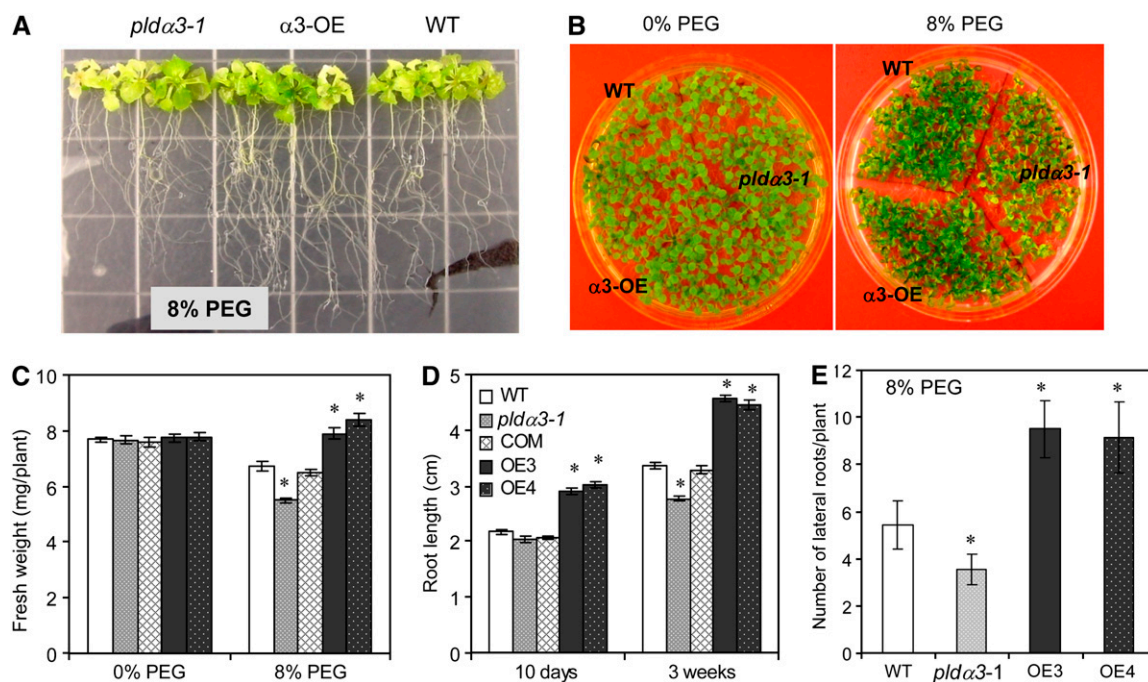 A
pldα3-1 α3-OE WT
8% PEG
B
0% PEG 8% PEG
WT
pldα3-1
α3-OE
WT
pldα3-1
α3-OE
C
Fresh weight (mg/plant)
10
8
6
4
2
0
* * *
0% PEG 8% PEG
D
Root length (cm)
5
4
3
2
1
0
WT
pldα3-1
COM
OE3
OE4
* * * * *
10 days 3 weeks
E
8% PEG
Number of lateral roots/plant
12
10
8
6
4
2
0
* * *
WT pldα3-1 OE3 OE4